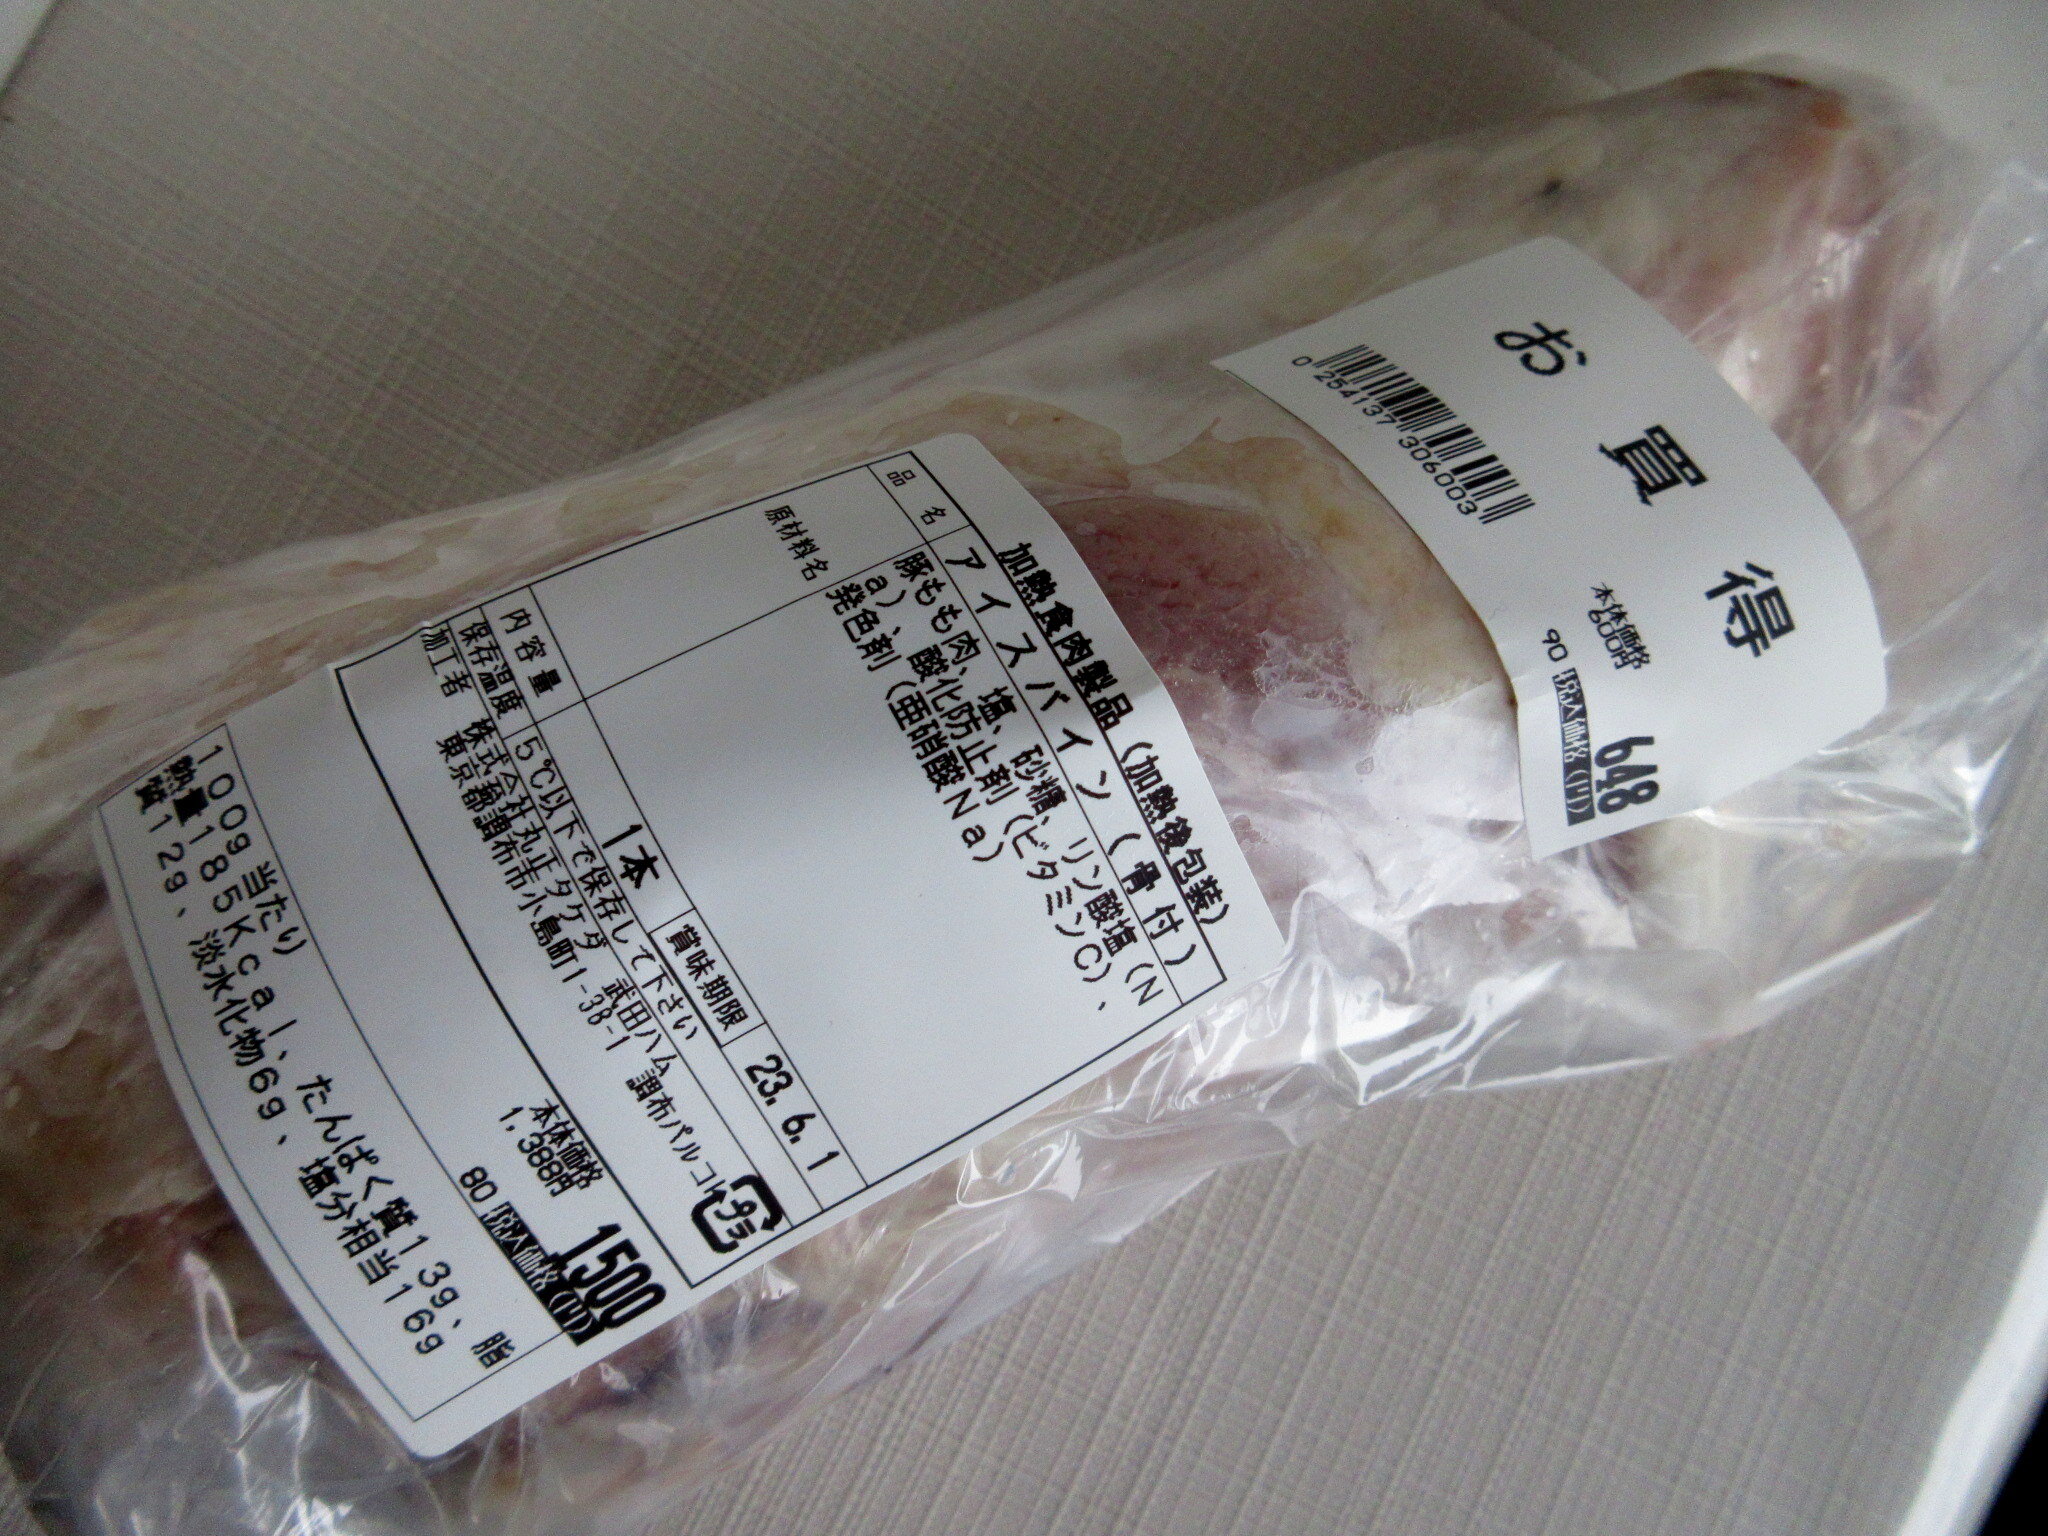 お買得
0 254137 306003
本体価格
600円
90 税込価格(円) 648
加熱食肉製品(加熱後包装)
品名 アイスバイン(骨付)
原材料名 豚もも肉、塩、砂糖、リン酸塩(N
a)、酸化防止剤(ビタミンC)、
発色剤(亜硝酸Na)
内容量 1本 賞味期限 23.6.1
保存温度 5℃以下で保存して下さい
加工者 株式会社丸正タケダ 武田ハム 調布パルコ
東京都調布市小島町1-38-1
プラ
本体価格
1,388円
80 税込価格(円) 1500
100g当たり
熱量185Kcal、たんぱく質13g、脂
質12g、淡水化物6g、塩分相当16g